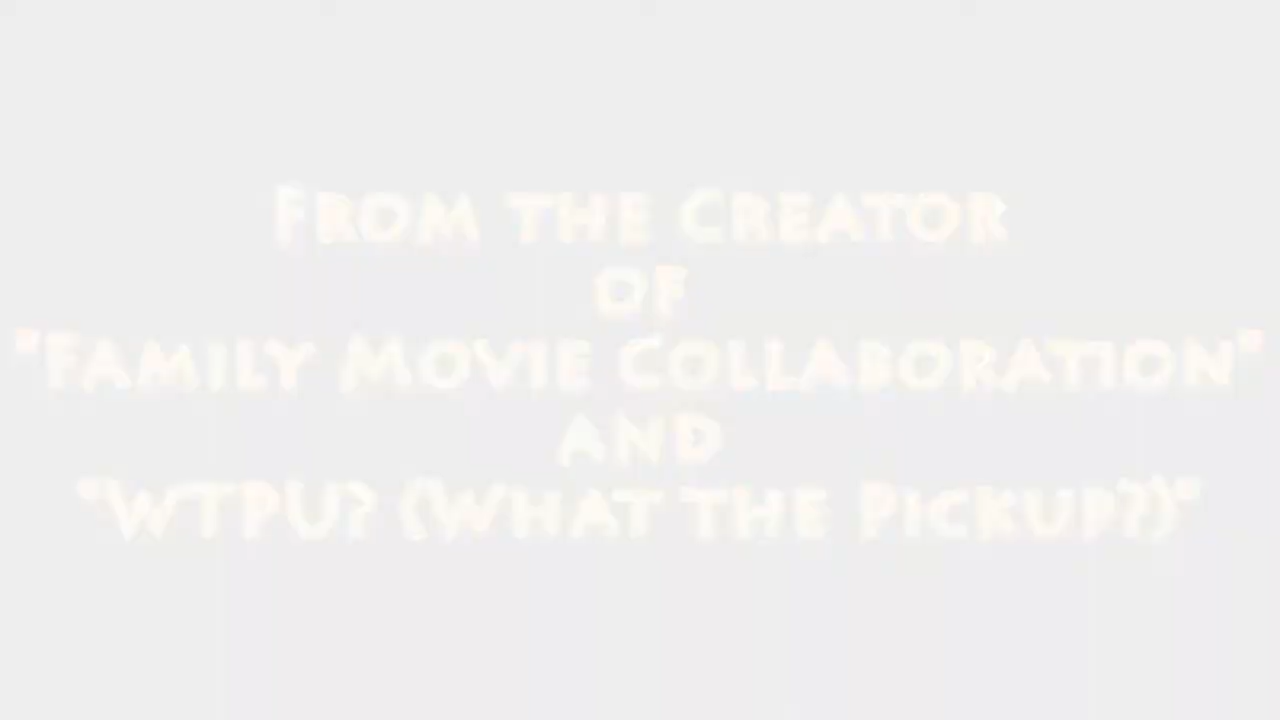 From the Creator
of
"Family Movie Collaboration"
and
"WTPU? (What the Pickup?)"